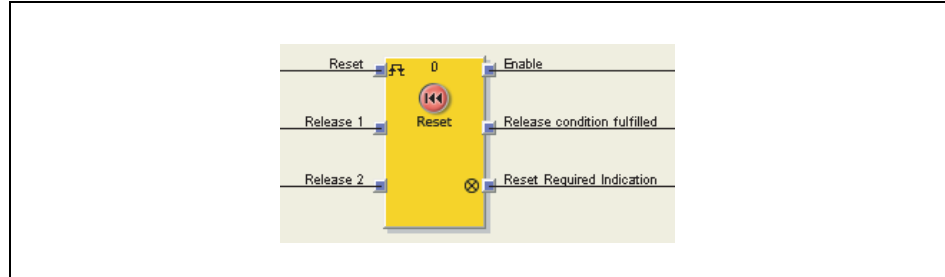 Reset 0 Enable
Release 1 Reset Release condition fulfilled
Release 2 Reset Required Indication